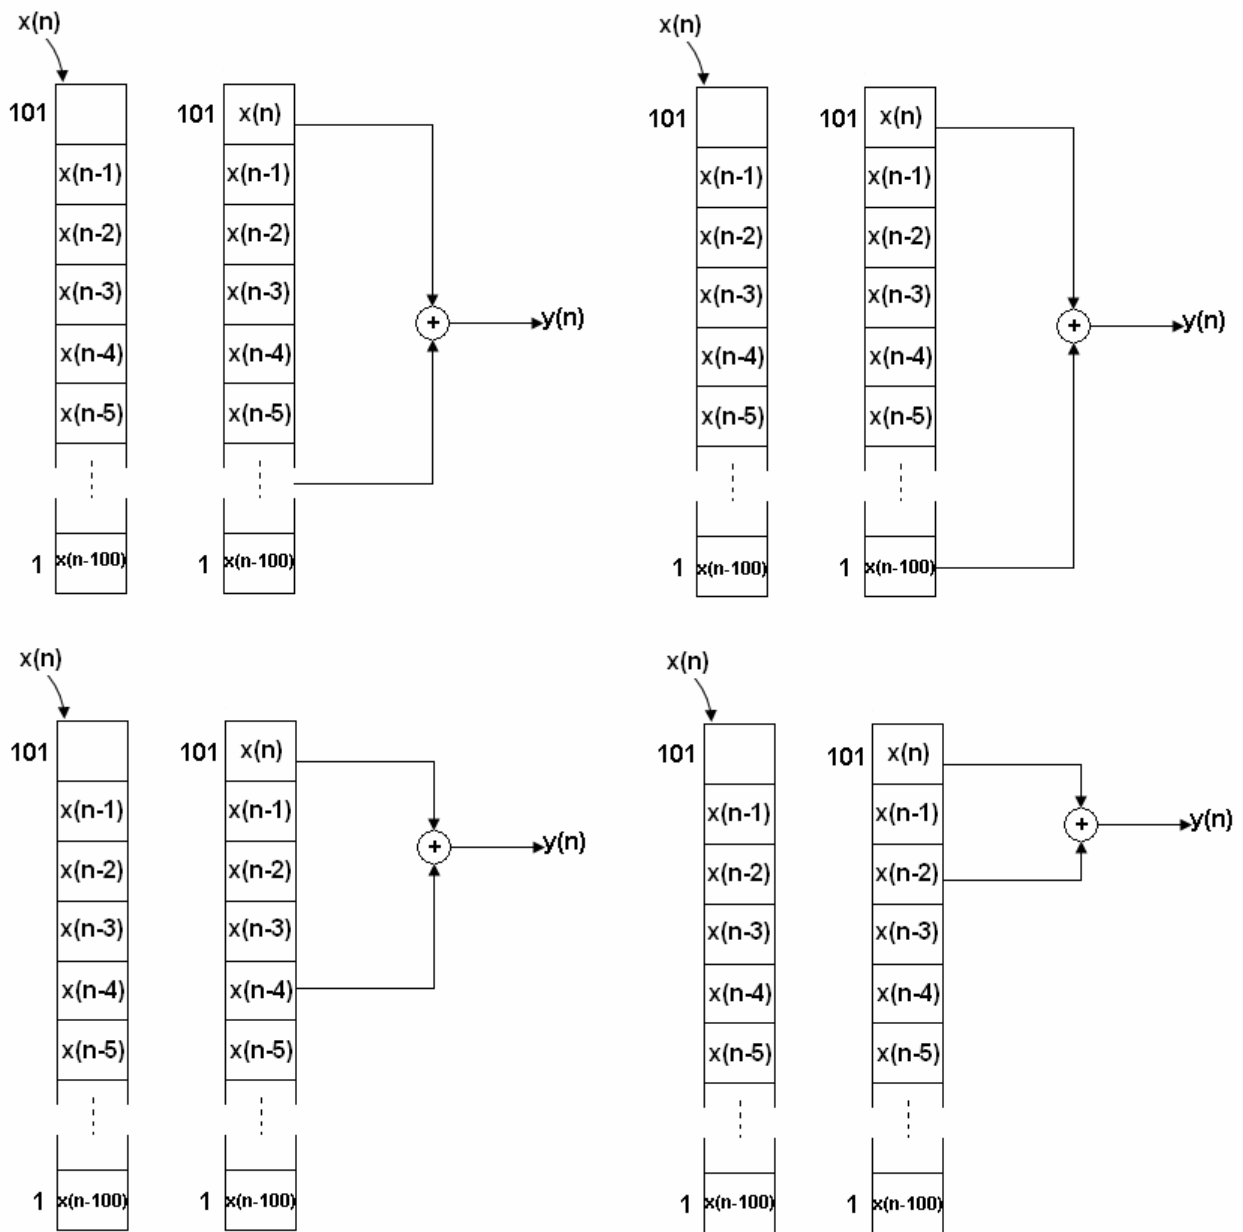 x(n)
101
x(n-1)
x(n-2)
x(n-3)
x(n-4)
x(n-5)
1 x(n-100)
101 x(n)
x(n-1)
x(n-2)
x(n-3)
x(n-4)
x(n-5)
1 x(n-100)
+
y(n)
x(n)
101
x(n-1)
x(n-2)
x(n-3)
x(n-4)
x(n-5)
1 x(n-100)
101 x(n)
x(n-1)
x(n-2)
x(n-3)
x(n-4)
x(n-5)
1 x(n-100)
+
y(n)
x(n)
101
x(n-1)
x(n-2)
x(n-3)
x(n-4)
x(n-5)
1 x(n-100)
101 x(n)
x(n-1)
x(n-2)
x(n-3)
x(n-4)
x(n-5)
1 x(n-100)
+
y(n)
x(n)
101
x(n-1)
x(n-2)
x(n-3)
x(n-4)
x(n-5)
1 x(n-100)
101 x(n)
x(n-1)
x(n-2)
x(n-3)
x(n-4)
x(n-5)
1 x(n-100)
+
y(n)